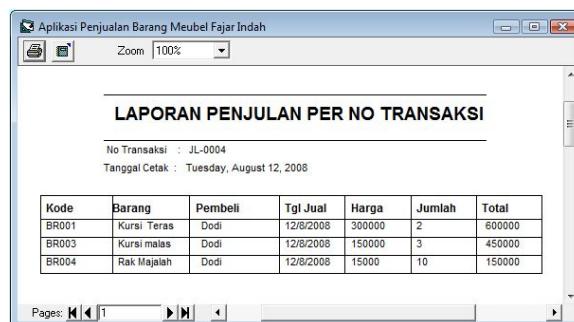 Aplikasi Penjualan Barang Meubel Fajar Indah
Zoom 100%
LAPORAN PENJULAN PER NO TRANSAKSI
No Transaksi : JL-0004
Tanggal Cetak : Tuesday, August 12, 2008
Kode Barang Pembeli Tgl Jual Harga Jumlah Total
BR001 Kursi Teras Dodi 12/8/2008 300000 2 600000
BR003 Kursi malas Dodi 12/8/2008 150000 3 450000
BR004 Rak Majalah Dodi 12/8/2008 15000 10 150000
Pages: 1